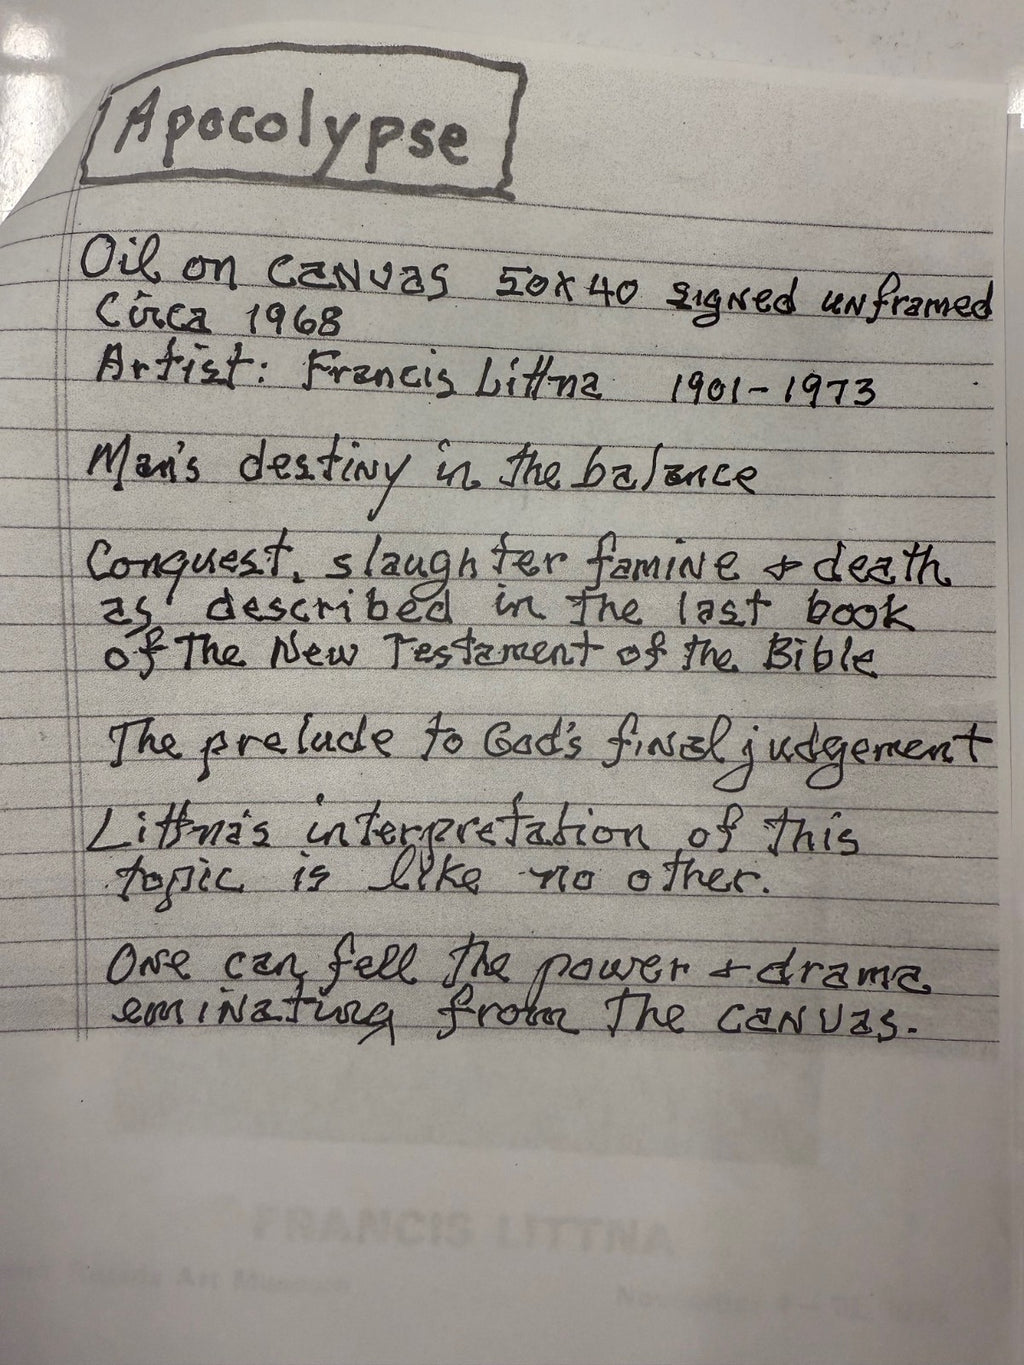 Apocolypse
Oil on canvas 50x40 signed unframed
Circa 1968
Artist: Francis Littna 1901-1973
Man's destiny in the balance
Conquest, slaughter famine & death
as described in the last book
of the New Testament of the Bible
The prelude to God's final judgement
Littna's interpretation of this
topic is like no other.
One can fell the power & drama
eminating from the canvas.
FRANCIS LITTNA
Art Museum
November